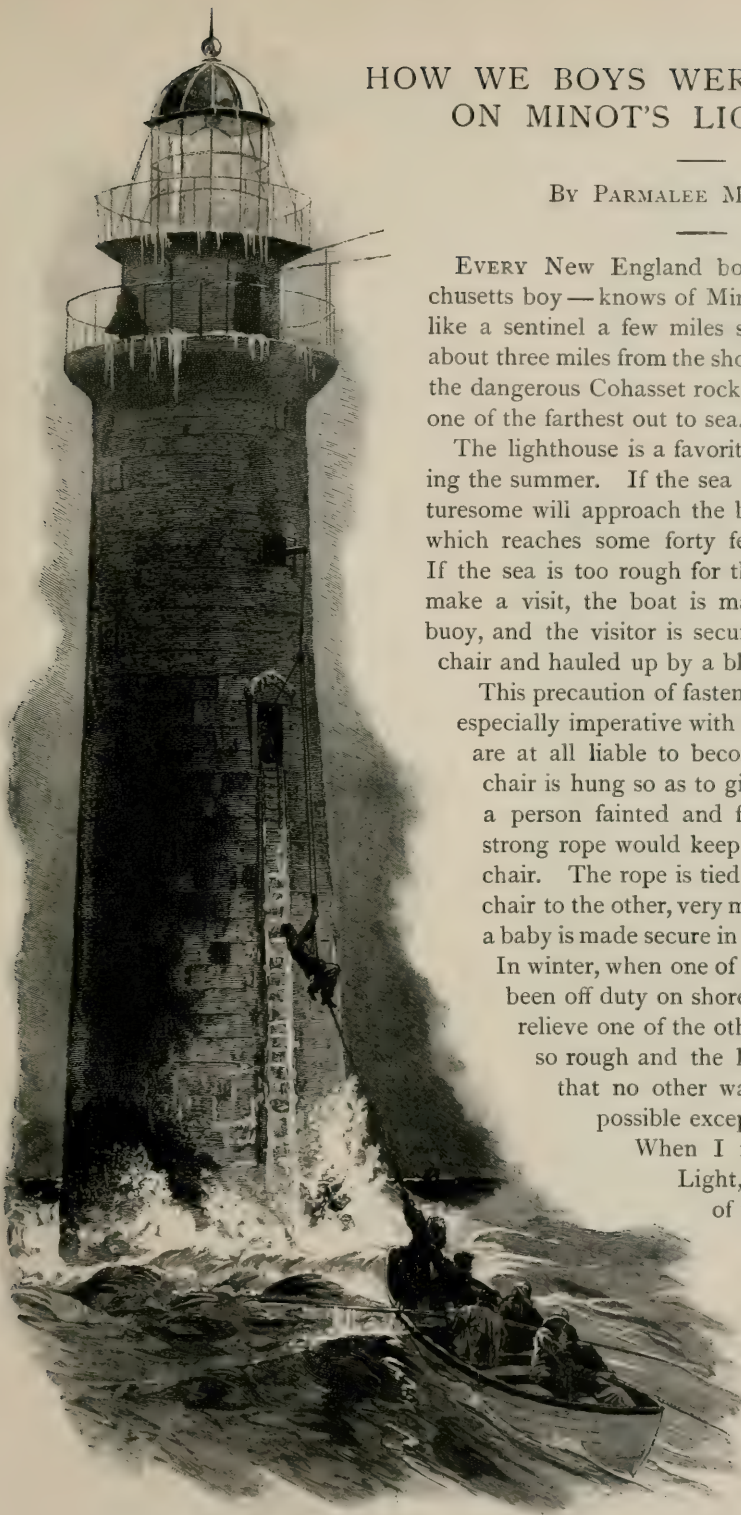 HOW WE BOYS WER
ON MINOT'S LIG
BY PARMALEE M
EVERY New England bo
chusetts boy — knows of Min
like a sentinel a few miles s
about three miles from the sho
the dangerous Cohasset rock
one of the farthest out to sea.
The lighthouse is a favorit
ing the summer. If the sea
turesome will approach the l
which reaches some forty fe
If the sea is too rough for th
make a visit, the boat is ma
buoy, and the visitor is secu
chair and hauled up by a bl
This precaution of fasten
especially imperative with
are at all liable to beco
chair is hung so as to gi
a person fainted and f
strong rope would keep
chair. The rope is tied
chair to the other, very m
a baby is made secure in
In winter, when one of
been off duty on shore
relieve one of the oth
so rough and the l
that no other wa
possible excep
When I
Light,
of